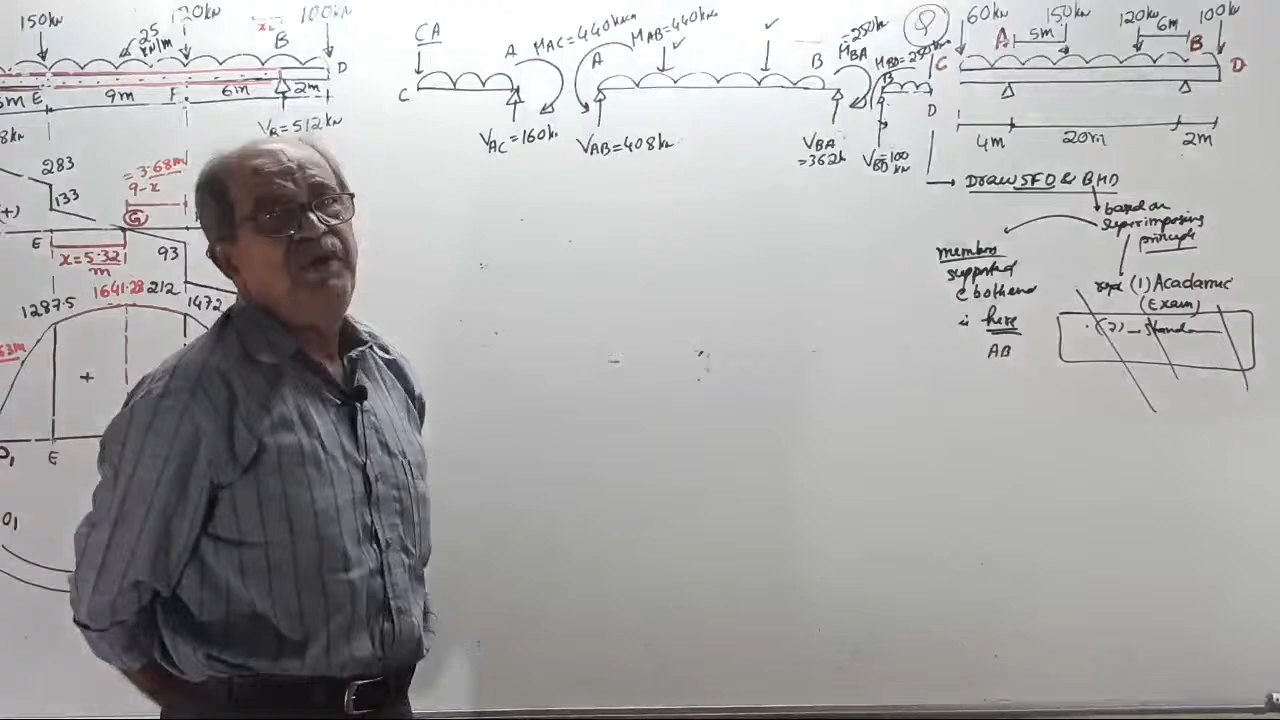 150kN
120kN
100kN
25
kN/m
x₂
B
D
E
9m
F
6m
2m
VB=512kN
283
133
= 3.68m
9-x
G
(+)
E
x=5.32
m
93
212
1641.28
1287.5
1472
+
E
CA
A
MAC=440kNm
C
VAC=160kN
MAB=440kNm
A
B
VAB=408kN
VBA
=362k
250kN
MBA
B
D
VBD=100
kN
Q
60kN
150kN
120kN
100kN
A
5m
6m
B
C
D
4m
20m
2m
Draw SFD & BMD
based on
superimposing
principle
members
supported
@ bothend
is here
AB
(1) Acadamic
(Exam)